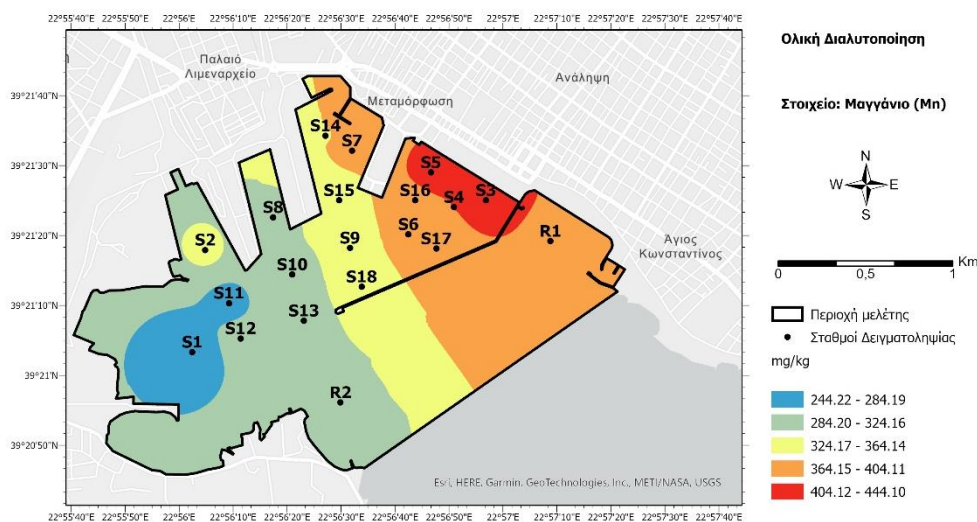 22°55'40"E 22°55'50"E 22°56'E 22°56'10"E 22°56'20"E 22°56'30"E 22°56'40"E 22°56'50"E 22°57'E 22°57'10"E 22°57'20"E 22°57'30"E 22°57'40"E
Ολική Διαλυτοποίηση
Στοιχείο: Μαγγάνιο (Mn)
N
W E
S
0 0,5 1 Km
Περιοχή μελέτης
Σταθμοί Δειγματοληψίας
mg/kg
244.22 - 284.19
284.20 - 324.16
324.17 - 364.14
364.15 - 404.11
404.12 - 444.10
Παλαιό
Λιμεναρχείο
Ανάληψη
Μεταμόρφωση
Άγιος
Κωνσταντίνος
39°21'40"N
39°21'30"N
39°21'20"N
39°21'10"N
39°21'N
39°20'50"N
S14
S7
S5
S15
S16
S4
S3
S8
S2
S9
S6
S17
R1
S10
S18
S11
S13
S12
S1
R2
Esri, HERE, Garmin, GeoTechnologies, Inc., METI/NASA, USGS
22°55'40"E 22°55'50"E 22°56'E 22°56'10"E 22°56'20"E 22°56'30"E 22°56'40"E 22°56'50"E 22°57'E 22°57'10"E 22°57'20"E 22°57'30"E 22°57'40"E